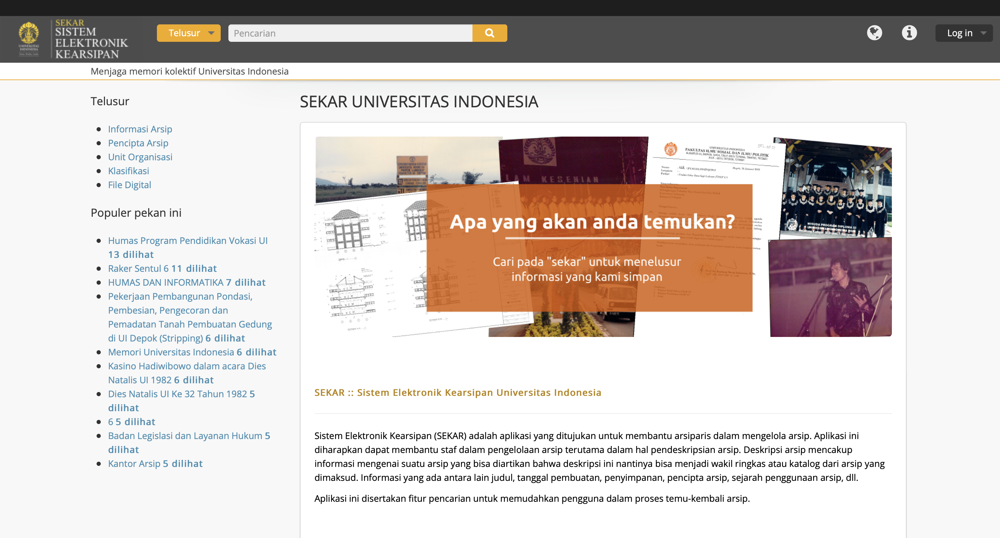 SEKAR
SISTEM
ELEKTRONIK
KEARSIPAN
UNIVERSITAS
INDONESIA
Telusur
Pencarian
Log in
Menjaga memori kolektif Universitas Indonesia
Telusur
Informasi Arsip
Pencipta Arsip
Unit Organisasi
Klasifikasi
File Digital
Populer pekan ini
Humas Program Pendidikan Vokasi UI
13 dilihat
Raker Sentul 6 11 dilihat
HUMAS DAN INFORMATIKA 7 dilihat
Pekerjaan Pembangunan Pondasi,
Pembesian, Pengecoran dan
Pemadatan Tanah Pembuatan Gedung
di UI Depok (Stripping) 6 dilihat
Memori Universitas Indonesia 6 dilihat
Kasino Hadiwibowo dalam acara Dies
Natalis UI 1982 6 dilihat
Dies Natalis UI Ke 32 Tahun 1982 5
dilihat
6 5 dilihat
Badan Legislasi dan Layanan Hukum 5
dilihat
Kantor Arsip 5 dilihat
SEKAR UNIVERSITAS INDONESIA
UNIVERSITAS INDONESIA
FAKULTAS ILMU SOSIAL DAN ILMU POLITIK
LAM KESENIAN
Apa yang akan anda temukan?
Cari pada "sekar" untuk menelusur
informasi yang kami simpan
WISUDA PROGRAM DIPLOMA III
SEKAR :: Sistem Elektronik Kearsipan Universitas Indonesia
Sistem Elektronik Kearsipan (SEKAR) adalah aplikasi yang ditujukan untuk membantu arsiparis dalam mengelola arsip. Aplikasi ini
diharapkan dapat membantu staf dalam pengelolaan arsip terutama dalam hal pendeskripsian arsip. Deskripsi arsip mencakup
informasi mengenai suatu arsip yang bisa diartikan bahwa deskripsi ini nantinya bisa menjadi wakil ringkas atau katalog dari arsip yang
dimaksud. Informasi yang ada antara lain judul, tanggal pembuatan, penyimpanan, pencipta arsip, sejarah penggunaan arsip, dll.
Aplikasi ini disertakan fitur pencarian untuk memudahkan pengguna dalam proses temu-kembali arsip.